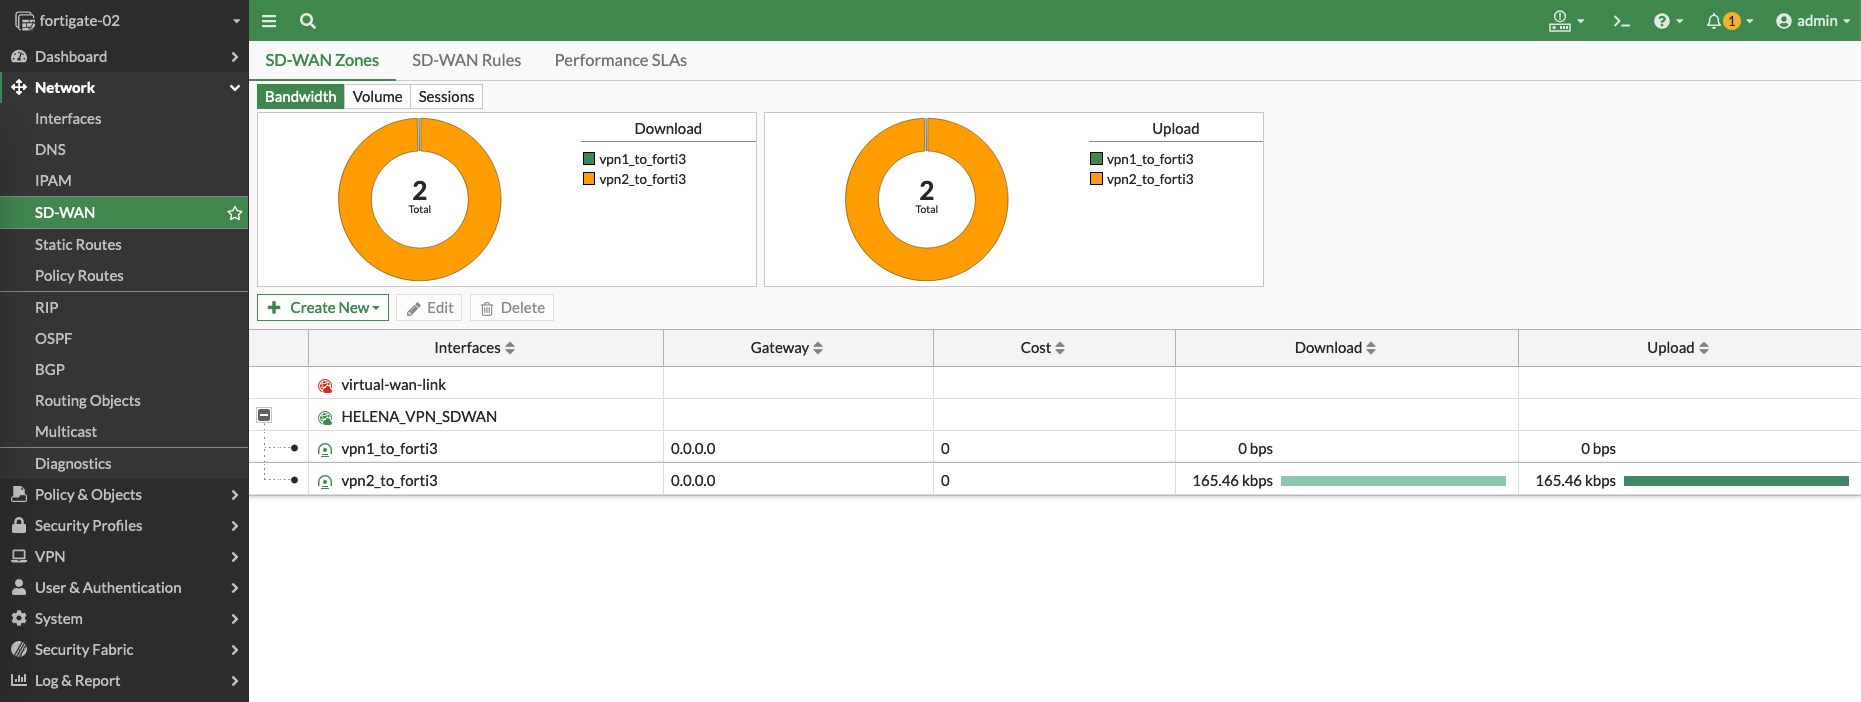 fortigate-02
1
admin
Dashboard
Network
Interfaces
DNS
IPAM
SD-WAN
Static Routes
Policy Routes
RIP
OSPF
BGP
Routing Objects
Multicast
Diagnostics
Policy & Objects
Security Profiles
VPN
User & Authentication
System
Security Fabric
Log & Report
SD-WAN Zones SD-WAN Rules Performance SLAs
Bandwidth Volume Sessions
2
Total
Download
vpn1_to_forti3
vpn2_to_forti3
2
Total
Upload
vpn1_to_forti3
vpn2_to_forti3
Create New Edit Delete
Interfaces Gateway Cost Download Upload
virtual-wan-link
HELENA_VPN_SDWAN
vpn1_to_forti3 0.0.0.0 0 0 bps 0 bps
vpn2_to_forti3 0.0.0.0 0 165.46 kbps 165.46 kbps